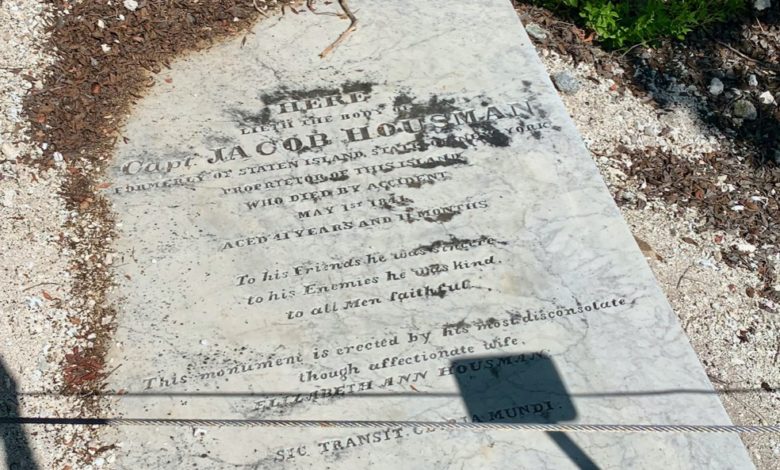 HERE
LIETH THE BODY OF
Capt. JACOB HOUSMAN
FORMERLY OF STATEN ISLAND, STATE OF NEW YORK
PROPRIETOR OF THIS ISLAND
WHO DIED BY ACCIDENT
MAY 1ST 1841
AGED 41 YEARS AND 11 MONTHS
To his Friends he was sincere
to his Enemies he was kind.
to all Men faithful.
This monument is erected by his most disconsolate
though affectionate wife.
ELIZABETH ANN HOUSMAN.
SIC TRANSIT GLORIA MUNDI.